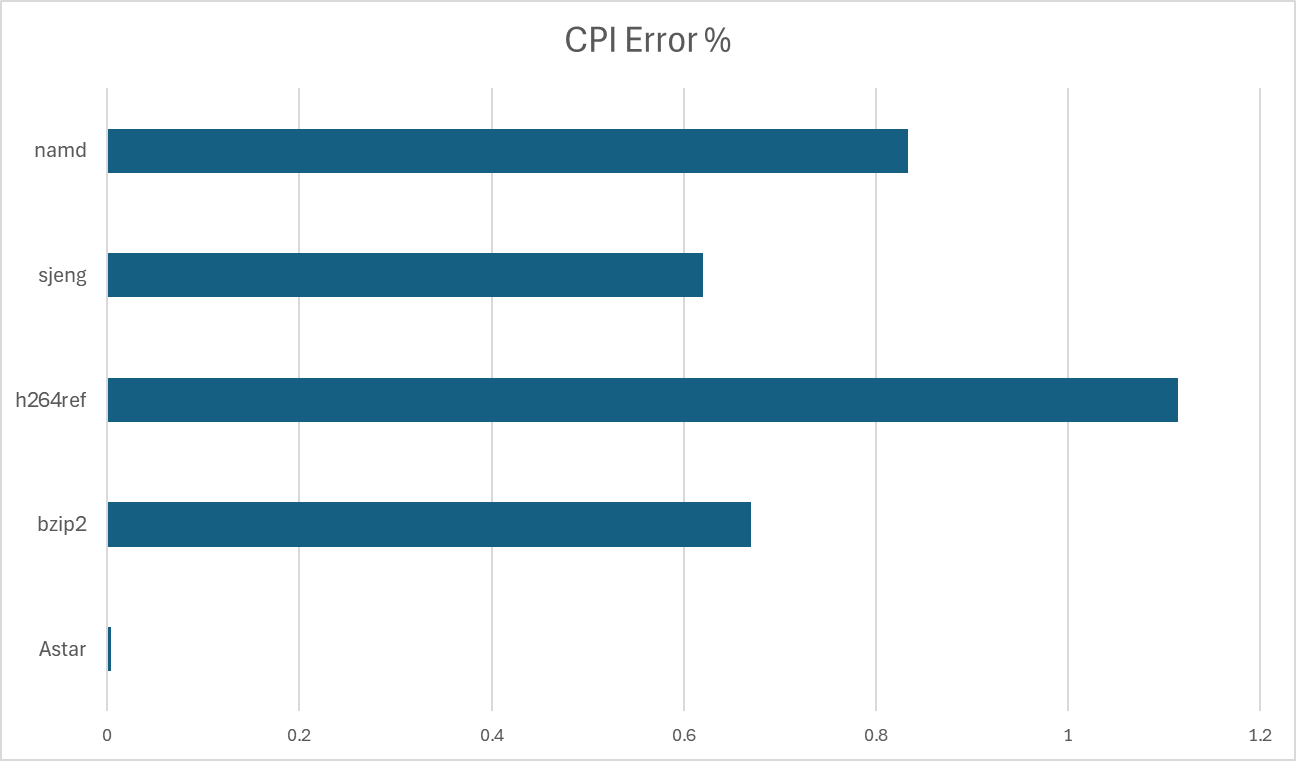 CPI Error %
namd
sjeng
h264ref
bzip2
Astar
0 0.2 0.4 0.6 0.8 1 1.2